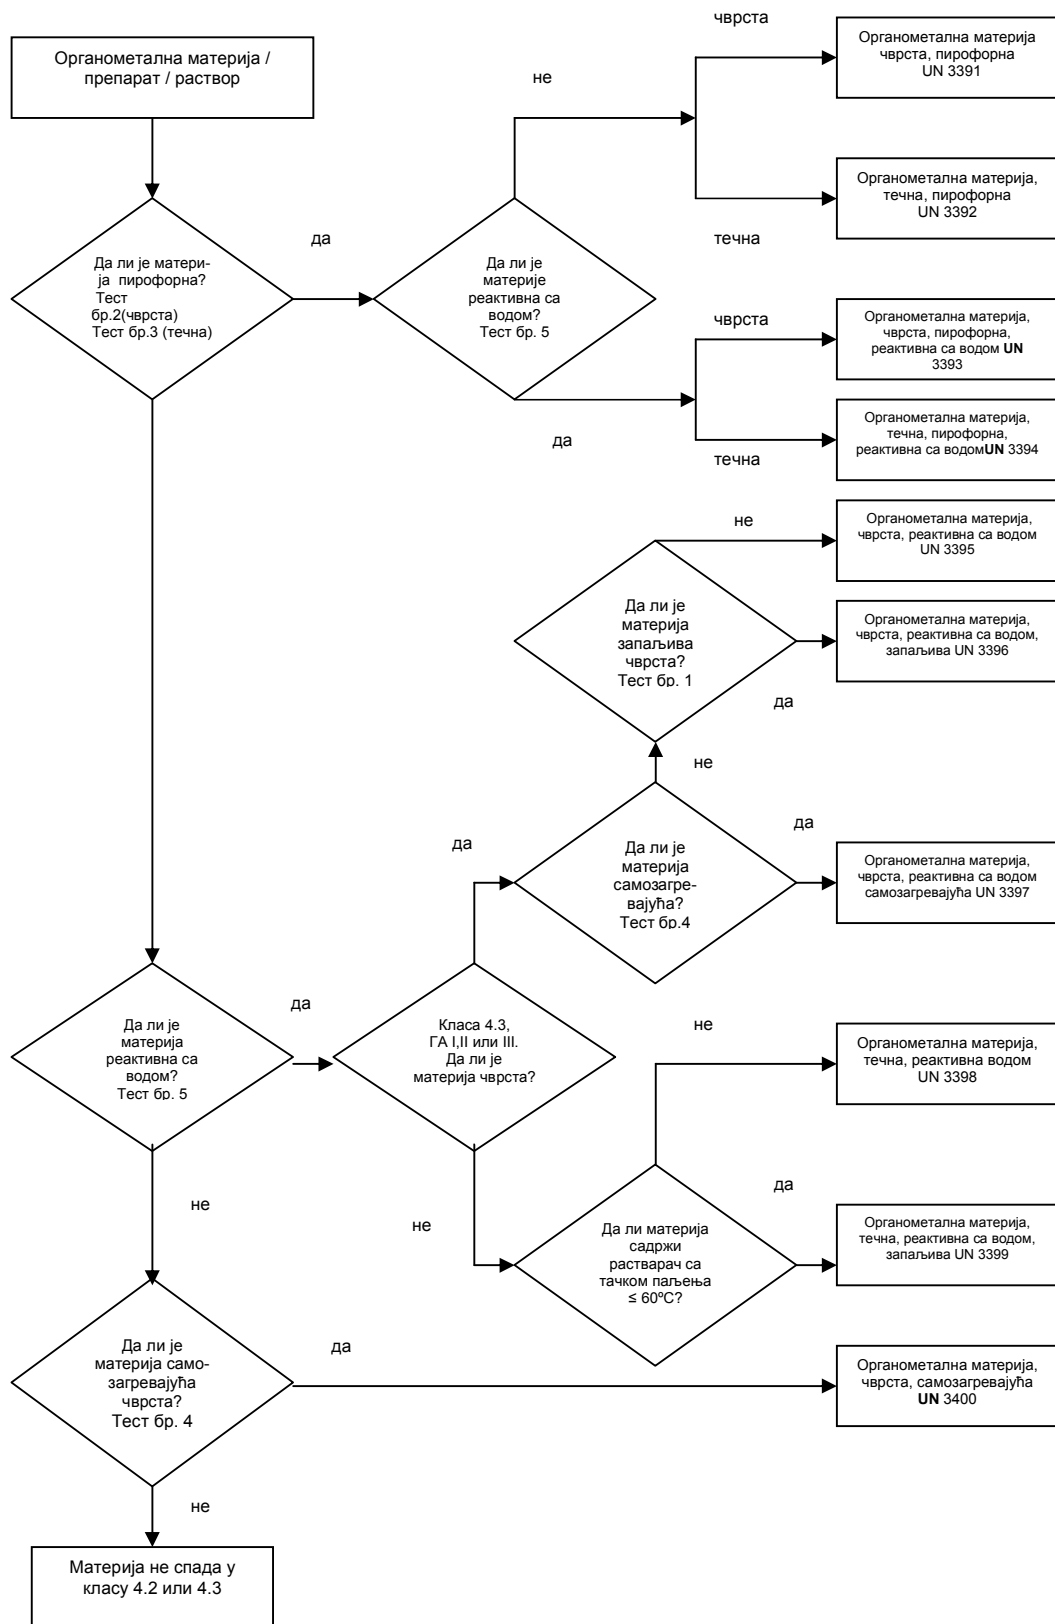 чврста
Органометална материја /
препарат / раствор
Органометална материја
чврста, пирофорна
UN 3391
не
Органометална материја,
течна, пирофорна
UN 3392
да
течна
Да ли је матери-
ја пирофорна?
Тест
бр.2(чврста)
Тест бр.3 (течна)
Да ли је
материје
реактивна са
водом?
Тест бр. 5
чврста
Органометална материја,
чврста, пирофорна,
реактивна са водом UN
3393
да
течна
Органометална материја,
течна, пирофорна,
реактивна са водомUN 3394
не
Органометална материја,
чврста, реактивна са водом
UN 3395
Да ли је
материја
запаљива
чврста?
Тест бр. 1
Органометална материја,
чврста, реактивна са водом,
запаљива UN 3396
да
не
да
да
Да ли је
материја
самозагре-
вајућа?
Тест бр.4
Органометална материја,
чврста, реактивна са водом
самозагревајућа UN 3397
Да ли је
материја
реактивна са
водом?
Тест бр. 5
да
Класа 4.3,
ГА I,II или III.
Да ли је
материја чврста?
не
Органометална материја,
течна, реактивна водом
UN 3398
не
не
да
Да ли материја
садржи
растварач са
тачком паљења
≤ 60ºC?
Органометална материја,
течна, реактивна са водом,
запаљива UN 3399
Да ли је
материја само-
загревајућа
чврста?
Тест бр. 4
да
Органометална материја,
чврста, самозагревајућа
UN 3400
не
Материја не спада у
класу 4.2 или 4.3